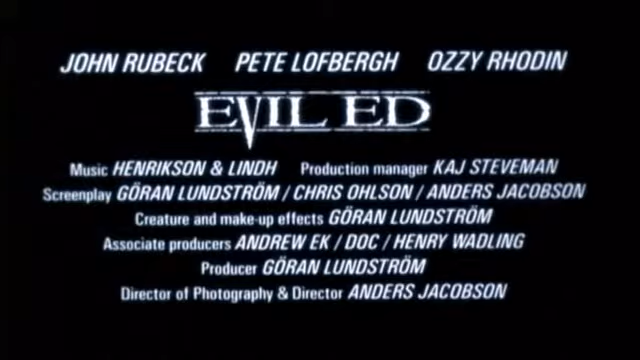 JOHN RUBECK PETE LOFBERGH OZZY RHODIN
EVIL ED
Music HENRIKSON & LINDH Production manager KAJ STEVEMAN
Screenplay GÖRAN LUNDSTRÖM / CHRIS OHLSON / ANDERS JACOBSON
Creature and make-up effects GÖRAN LUNDSTRÖM
Associate producers ANDREW EK / DOC / HENRY WADLING
Producer GÖRAN LUNDSTRÖM
Director of Photography & Director ANDERS JACOBSON